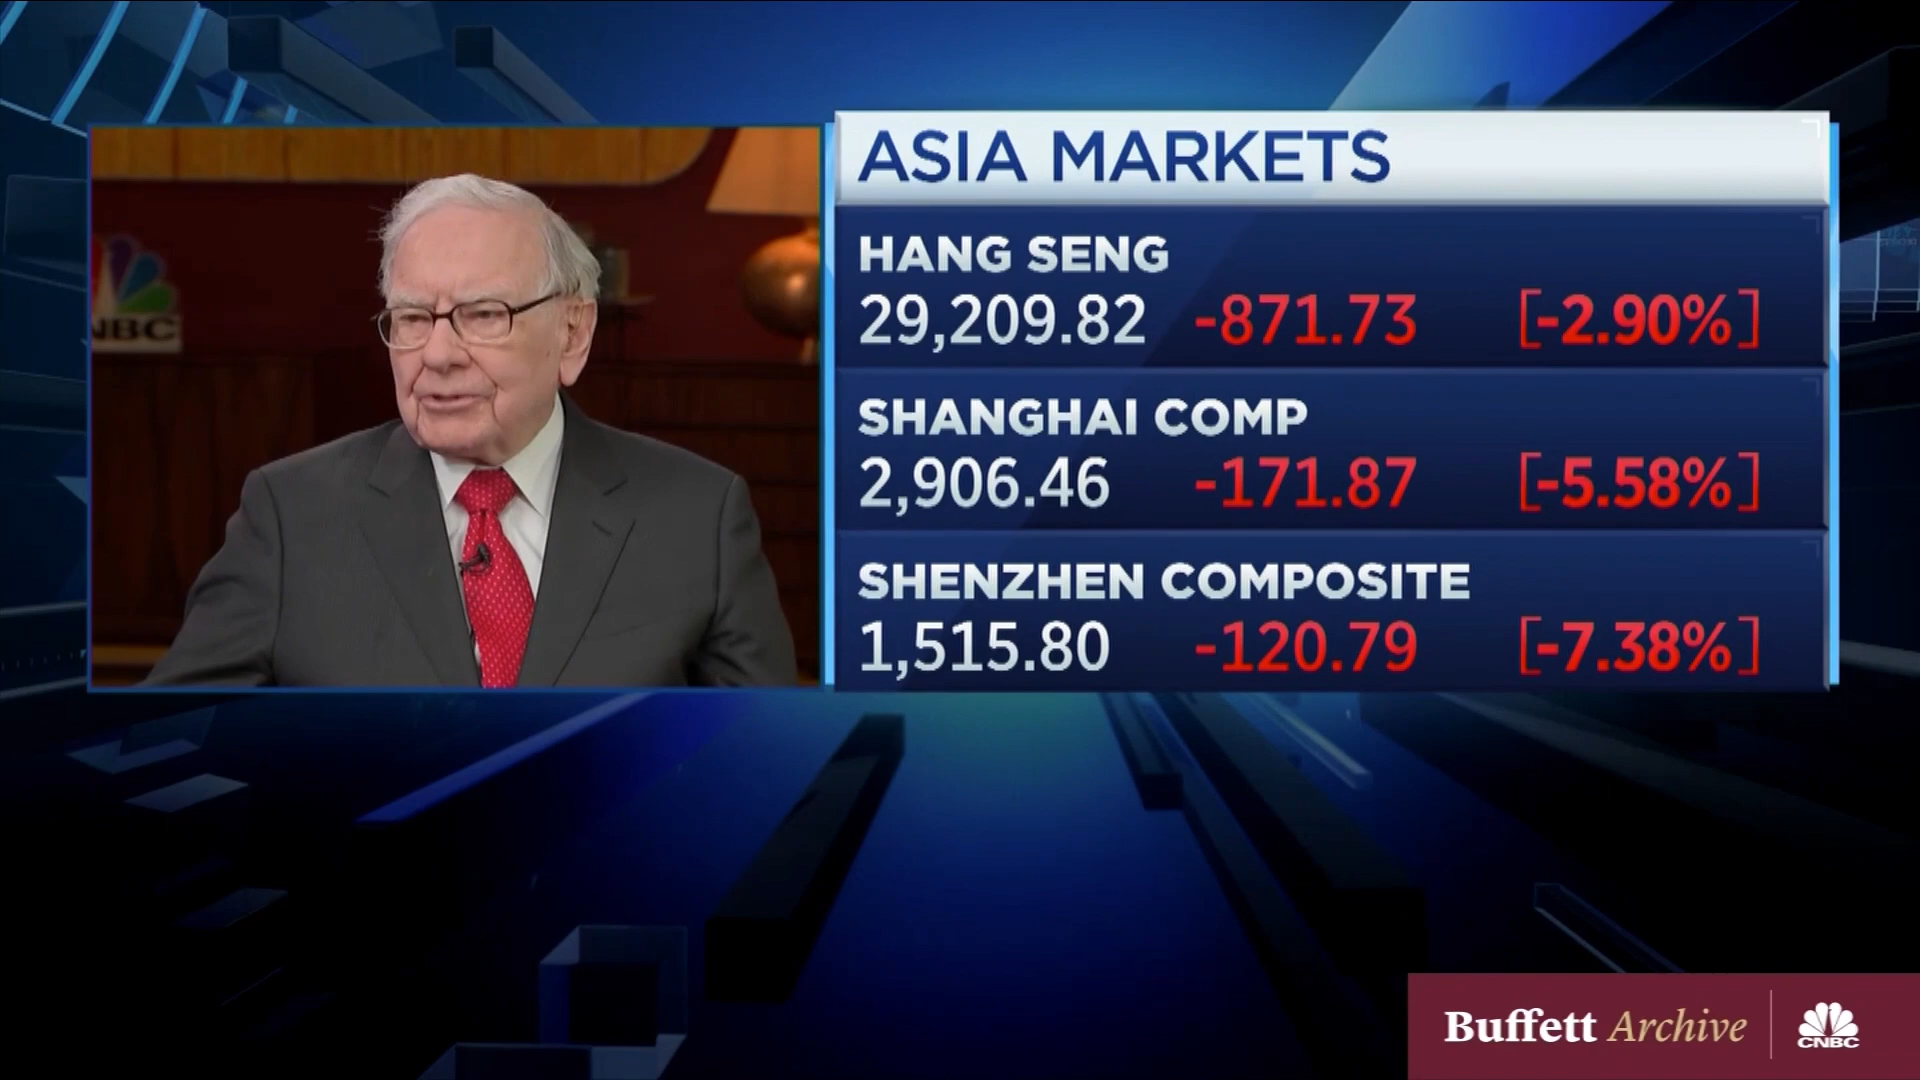 ASIA MARKETS
HANG SENG
29,209.82 -871.73 [-2.90%]
SHANGHAI COMP
2,906.46 -171.87 [-5.58%]
SHENZHEN COMPOSITE
1,515.80 -120.79 [-7.38%]
NBC
Buffett Archive
CNBC